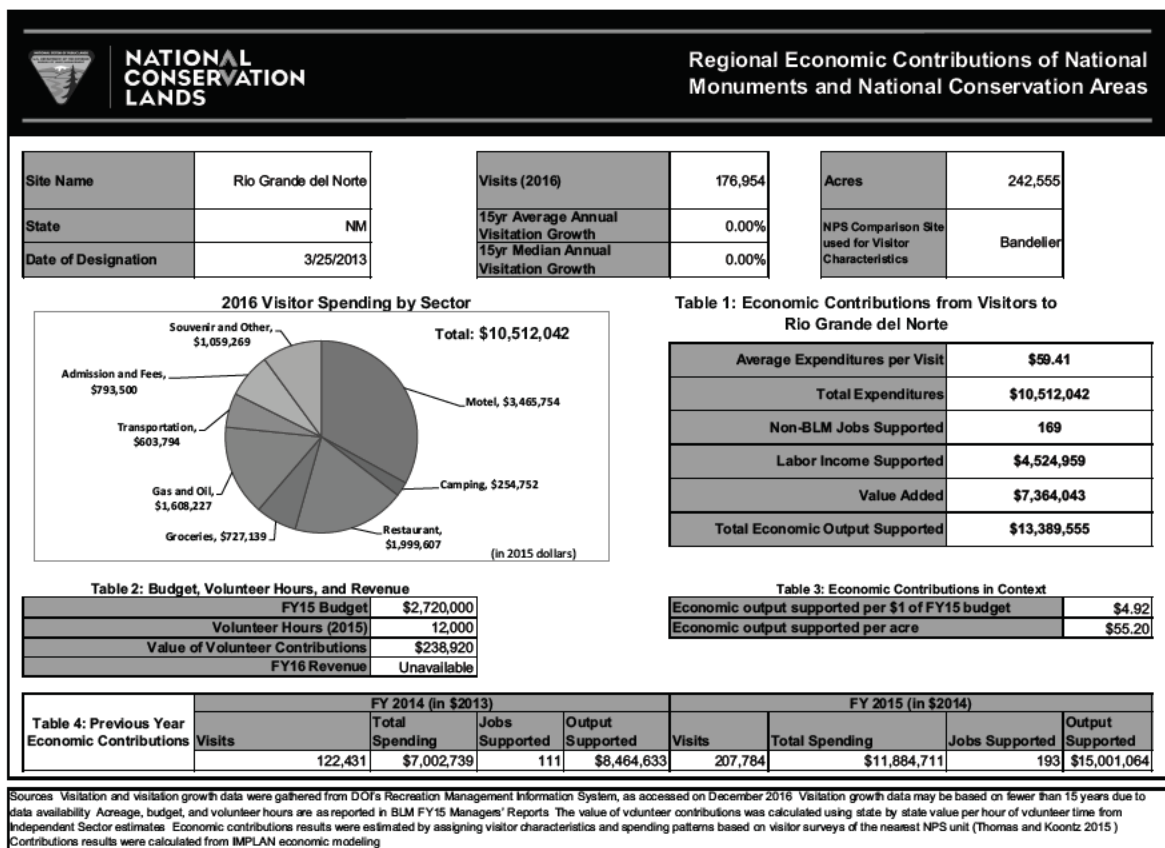 NATIONAL
CONSERVATION
LANDS
Regional Economic Contributions of National
Monuments and National Conservation Areas
Site Name Rio Grande del Norte
State NM
Date of Designation 3/25/2013
Visits (2016) 176,954
15yr Average Annual
Visitation Growth 0.00%
15yr Median Annual
Visitation Growth 0.00%
Acres 242,555
NPS Comparison Site
used for Visitor
Characteristics
Bandelier
2016 Visitor Spending by Sector
Total: $10,512,042
Souvenir and Other,
$1,059,269
Admission and Fees,
$793,500
Transportation,
$603,794
Gas and Oil,
$1,608,227
Groceries, $727,139
Motel, $3,465,754
Camping, $254,752
Restaurant,
$1,999,607
(in 2015 dollars)
Table 1: Economic Contributions from Visitors to
Rio Grande del Norte
Average Expenditures per Visit $59.41
Total Expenditures $10,512,042
Non-BLM Jobs Supported 169
Labor Income Supported $4,524,959
Value Added $7,364,043
Total Economic Output Supported $13,389,555
Table 2: Budget, Volunteer Hours, and Revenue
FY15 Budget $2,720,000
Volunteer Hours (2015) 12,000
Value of Volunteer Contributions $238,920
FY16 Revenue Unavailable
Table 3: Economic Contributions in Context
Economic output supported per $1 of FY15 budget $4.92
Economic output supported per acre $55.20
Table 4: Previous Year
Economic Contributions
FY 2014 (in $2013) FY 2015 (in $2014)
Visits Total Spending Jobs Supported Output Supported Visits Total Spending Jobs Supported Output Supported
122,431 $7,002,739 111 $8,464,633 207,784 $11,884,711 193 $15,001,064
Sources Visitation and visitation growth data were gathered from DOI's Recreation Management Information System, as accessed on December 2016 Visitation growth data may be based on fewer than 15 years due to
data availability Acreage, budget, and volunteer hours are as reported in BLM FY15 Managers' Reports The value of volunteer contributions was calculated using state by state value per hour of volunteer time from
Independent Sector estimates Economic contributions results were estimated by assigning visitor characteristics and spending patterns based on visitor surveys of the nearest NPS unit (Thomas and Koontz 2015 )
Contributions results were calculated from IMPLAN economic modeling